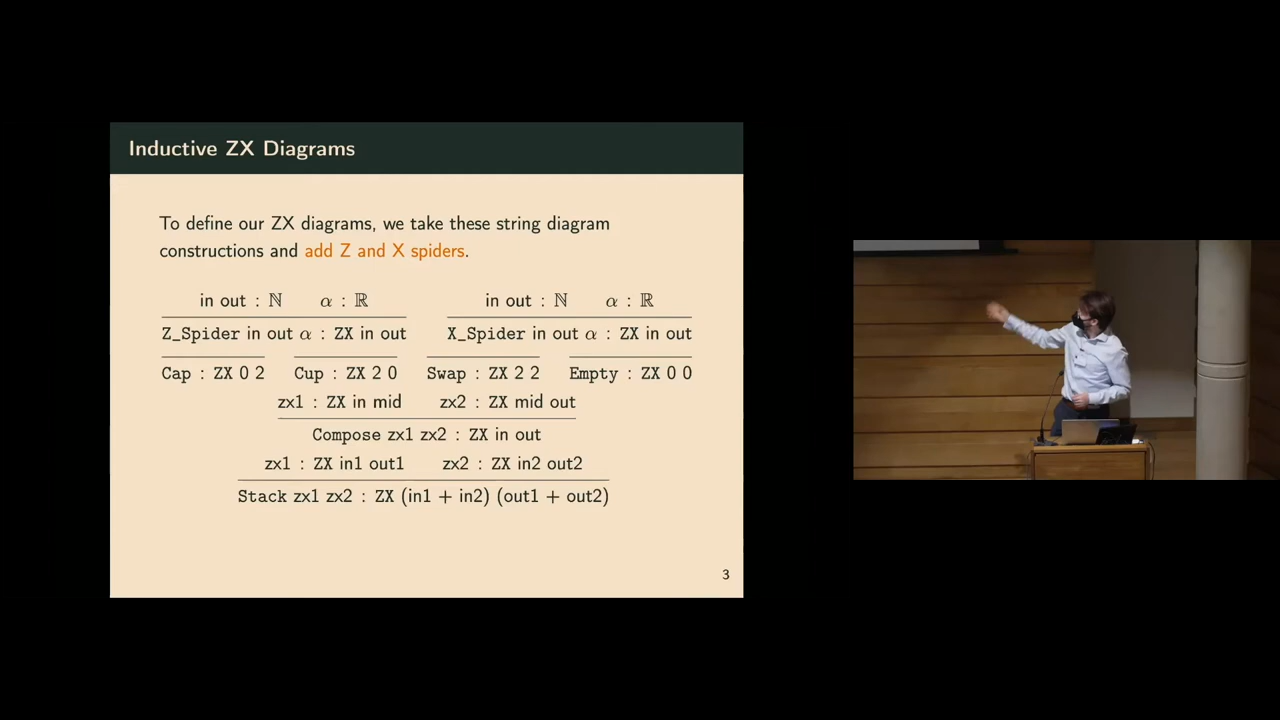 Inductive ZX Diagrams
To define our ZX diagrams, we take these string diagram
constructions and add Z and X spiders.
in out : ℕ α : ℝ in out : ℕ α : ℝ
Z_Spider in out α : ZX in out X_Spider in out α : ZX in out
Cap : ZX 0 2 Cup : ZX 2 0 Swap : ZX 2 2 Empty : ZX 0 0
zx1 : ZX in mid zx2 : ZX mid out
Compose zx1 zx2 : ZX in out
zx1 : ZX in1 out1 zx2 : ZX in2 out2
Stack zx1 zx2 : ZX (in1 + in2) (out1 + out2)
3